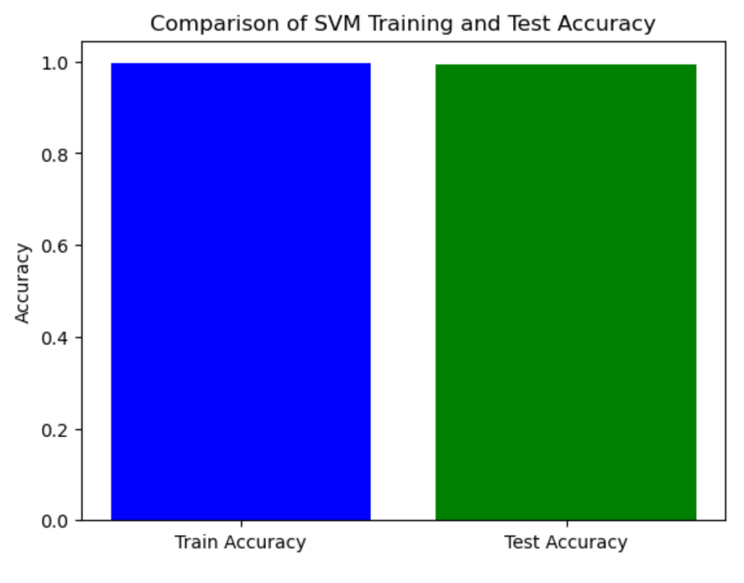 Comparison of SVM Training and Test Accuracy
Accuracy
1.0
0.8
0.6
0.4
0.2
0.0
Train Accuracy
Test Accuracy